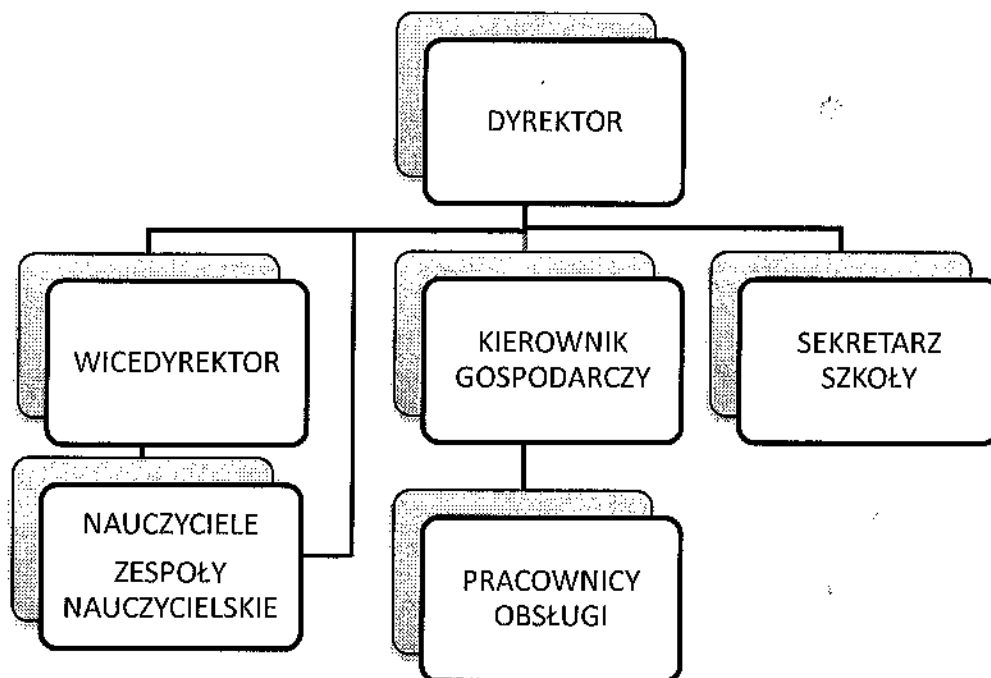 DYREKTOR
WICEDYREKTOR
KIEROWNIK
GOSPODARCZY
SEKRETARZ
SZKOŁY
NAUCZYCIELE
ZESPOŁY
NAUCZYCIELSKIE
PRACOWNICY
OBSŁUGI